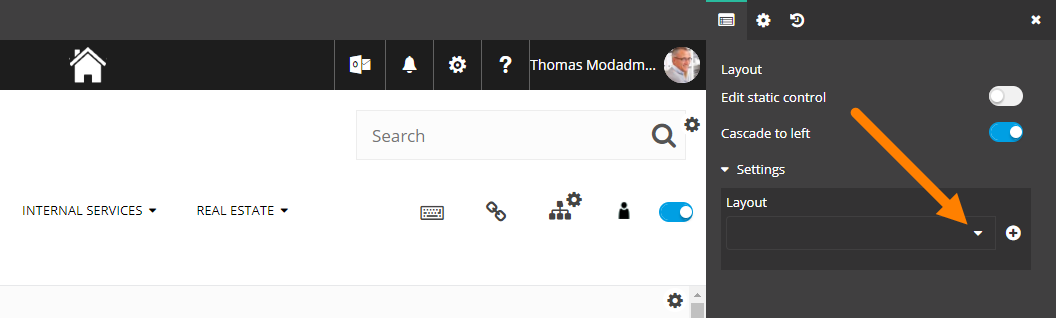 Thomas Modadm...
Search
INTERNAL SERVICES
REAL ESTATE
Layout
Edit static control
Cascade to left
Settings
Layout